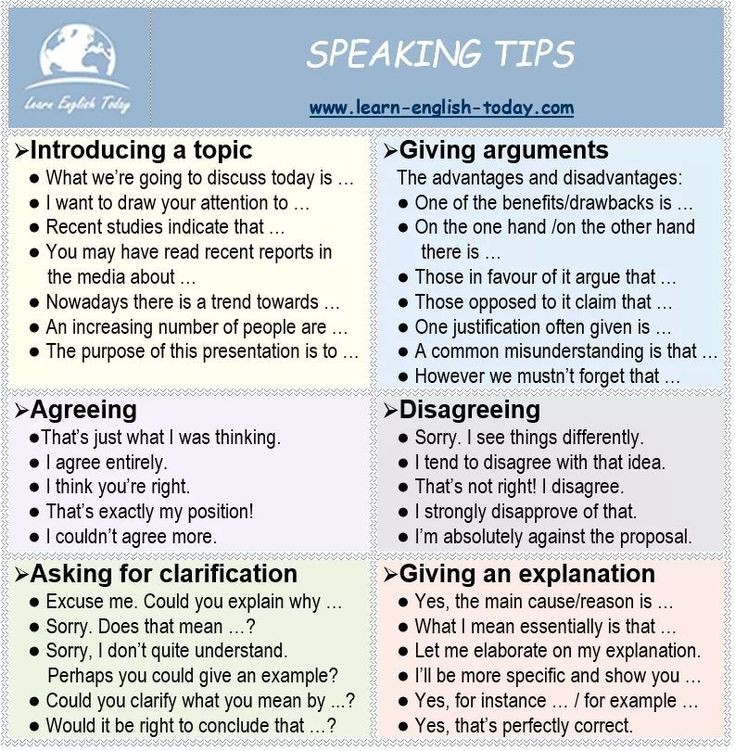 Learn English Today
SPEAKING TIPS
www.learn-english-today.com
➢Introducing a topic
● What we're going to discuss today is …
● I want to draw your attention to …
● Recent studies indicate that …
● You may have read recent reports in
the media about …
● Nowadays there is a trend towards …
● An increasing number of people are …
● The purpose of this presentation is to …
➢Giving arguments
The advantages and disadvantages:
● One of the benefits/drawbacks is …
● On the one hand /on the other hand
there is …
● Those in favour of it argue that …
● Those opposed to it claim that …
● One justification often given is …
● A common misunderstanding is that …
● However we mustn't forget that …
➢Agreeing
●That's just what I was thinking.
● I agree entirely.
● I think you're right.
● That's exactly my position!
● I couldn't agree more.
➢Disagreeing
● Sorry. I see things differently.
● I tend to disagree with that idea.
● That's not right! I disagree.
● I strongly disapprove of that.
● I'm absolutely against the proposal.
➢Asking for clarification
● Excuse me. Could you explain why …
● Sorry. Does that mean …?
● Sorry, I don't quite understand.
Perhaps you could give an example?
● Could you clarify what you mean by ...?
● Would it be right to conclude that …?
➢Giving an explanation
● Yes, the main cause/reason is …
● What I mean essentially is that …
● Let me elaborate on my explanation.
● I'll be more specific and show you …
● Yes, for instance … / for example …
● Yes, that's perfectly correct.